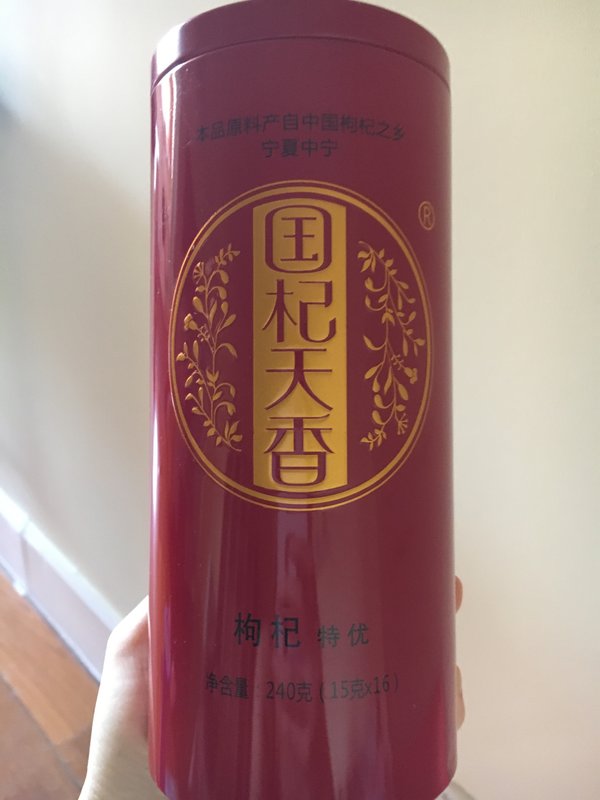 本品原料产自中国枸杞之乡
宁夏中宁
®
国杞天香
枸杞 特优
净含量：240克（15克x16）